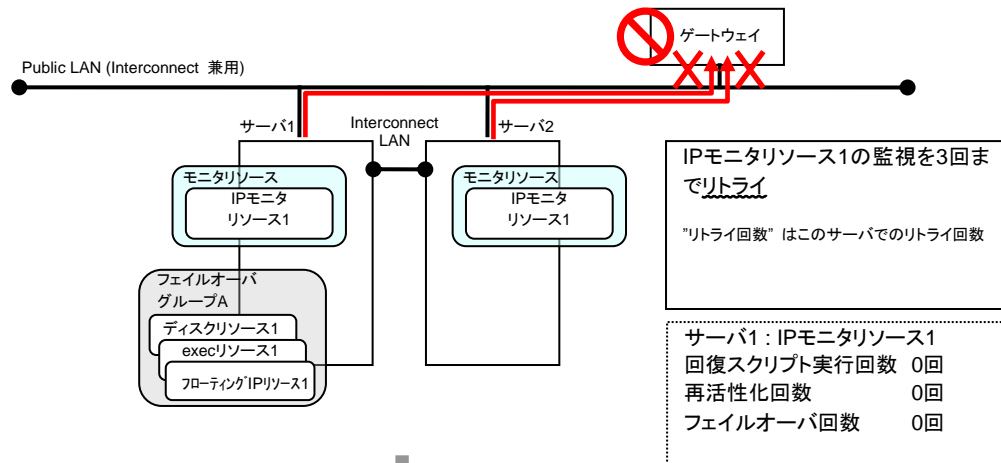 ゲートウェイ
Public LAN (Interconnect 兼用)
サーバ1
Interconnect
LAN
サーバ2
モニタリソース
IPモニタ
リソース1
モニタリソース
IPモニタ
リソース1
フェイルオーバ
グループA
ディスクリソース1
execリソース1
フローティングIPリソース1
IPモニタリソース1の監視を3回ま
でリトライ
"リトライ回数" はこのサーバでのリトライ回数
サーバ1 : IPモニタリソース1
回復スクリプト実行回数 0回
再活性化回数 0回
フェイルオーバ回数 0回